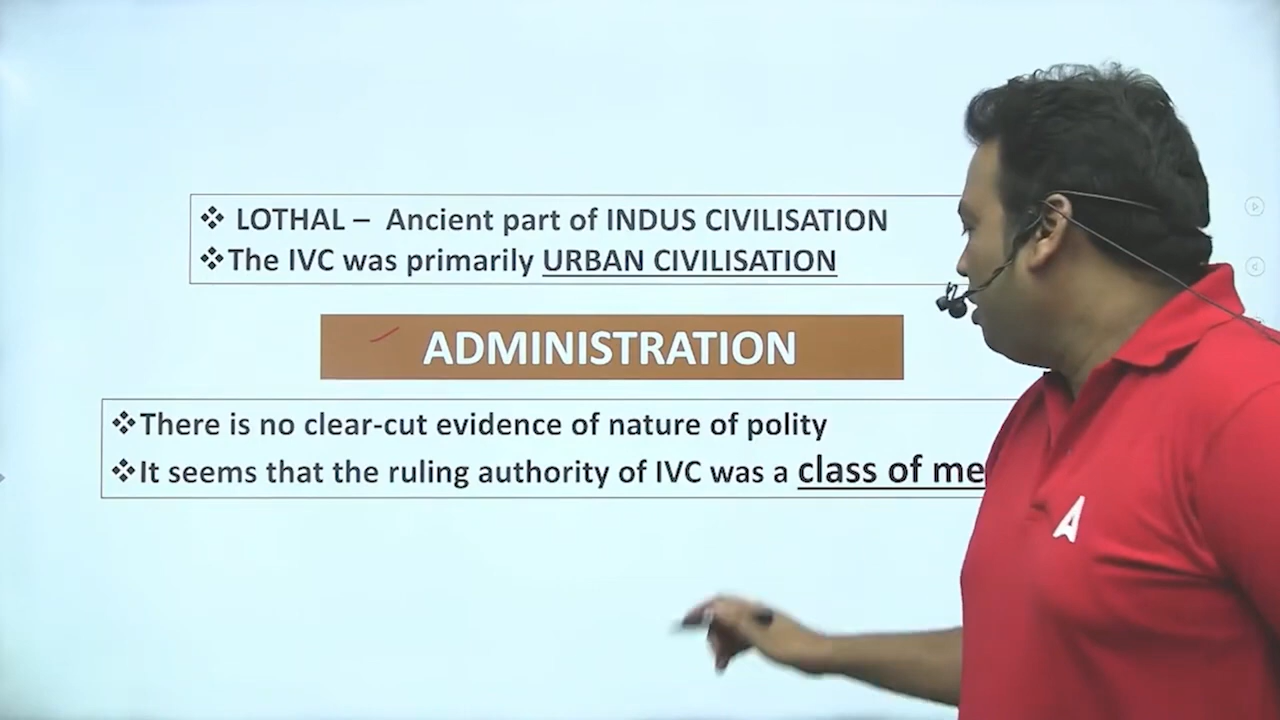 ❖ LOTHAL – Ancient part of INDUS CIVILISATION
❖The IVC was primarily URBAN CIVILISATION
ADMINISTRATION
❖There is no clear-cut evidence of nature of polity
❖It seems that the ruling authority of IVC was a class of me
A